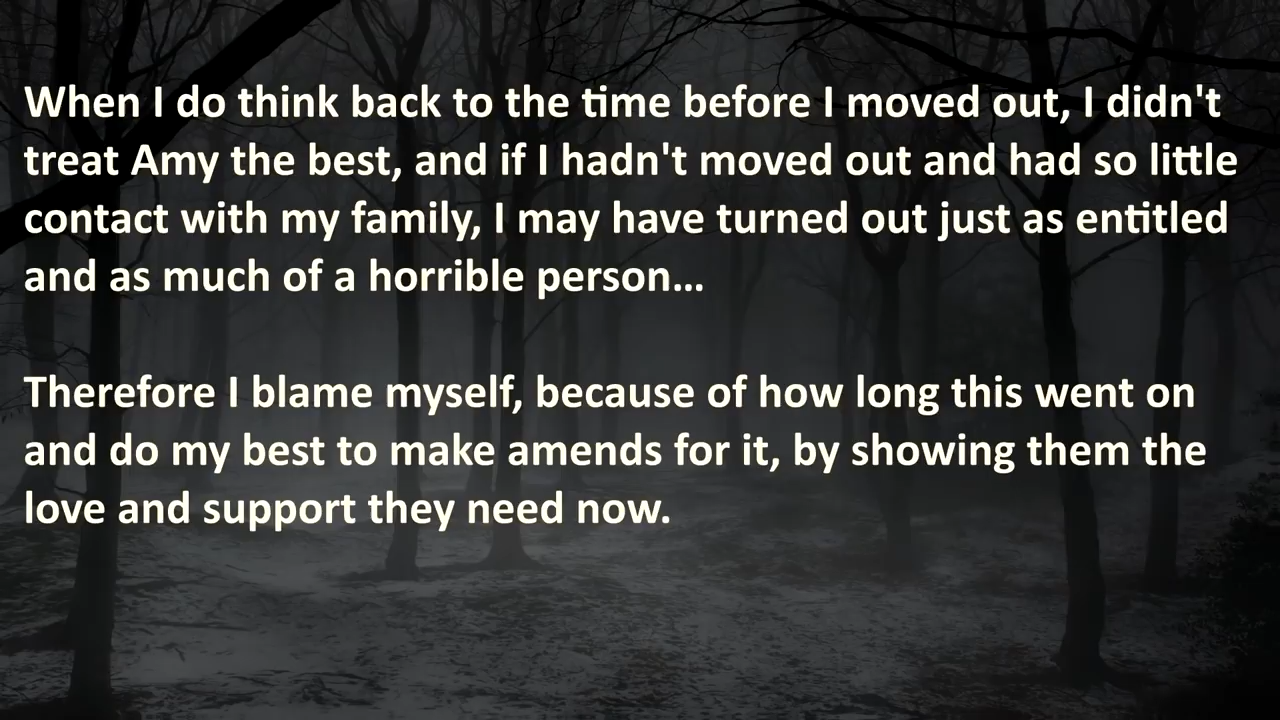 When I do think back to the time before I moved out, I didn't
treat Amy the best, and if I hadn't moved out and had so little
contact with my family, I may have turned out just as entitled
and as much of a horrible person…
Therefore I blame myself, because of how long this went on
and do my best to make amends for it, by showing them the
love and support they need now.